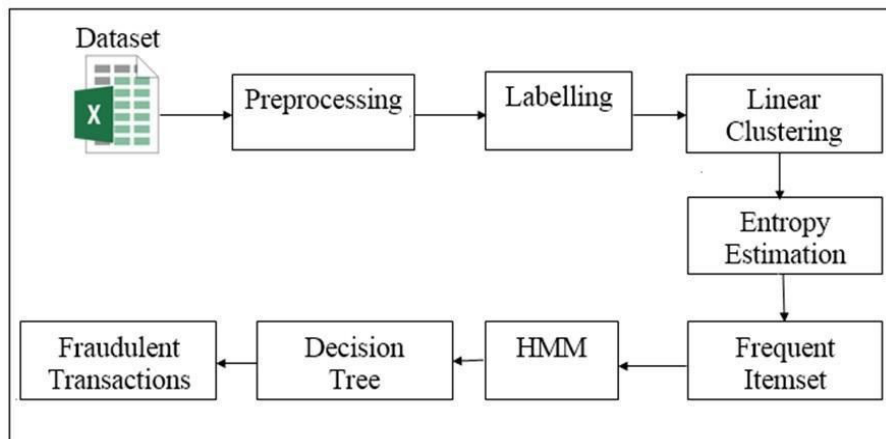 Dataset
X
Preprocessing
Labelling
Linear
Clustering
Entropy
Estimation
Frequent
Itemset
HMM
Decision
Tree
Fraudulent
Transactions